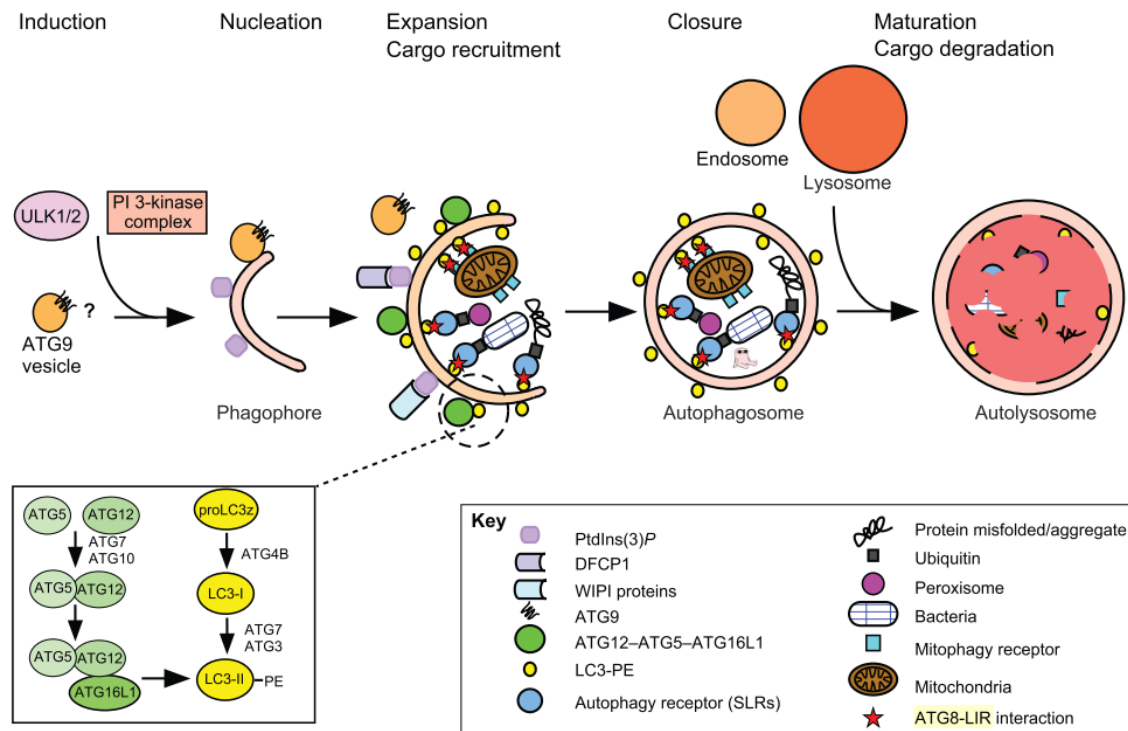 Induction
Nucleation
Expansion
Cargo recruitment
Closure
Maturation
Cargo degradation
Endosome
Lysosome
ULK1/2
PI 3-kinase
complex
?
ATG9
vesicle
Phagophore
Autophagosome
Autolysosome
ATG5
ATG12
ATG7
ATG10
ATG5
ATG12
ATG5
ATG12
ATG16L1
proLC3z
ATG4B
LC3-I
ATG7
ATG3
LC3-II
PE
Key
PtdIns(3)P
DFCP1
WIPI proteins
ATG9
ATG12–ATG5–ATG16L1
LC3-PE
Autophagy receptor (SLRs)
Protein misfolded/aggregate
Ubiquitin
Peroxisome
Bacteria
Mitophagy receptor
Mitochondria
ATG8-LIR interaction